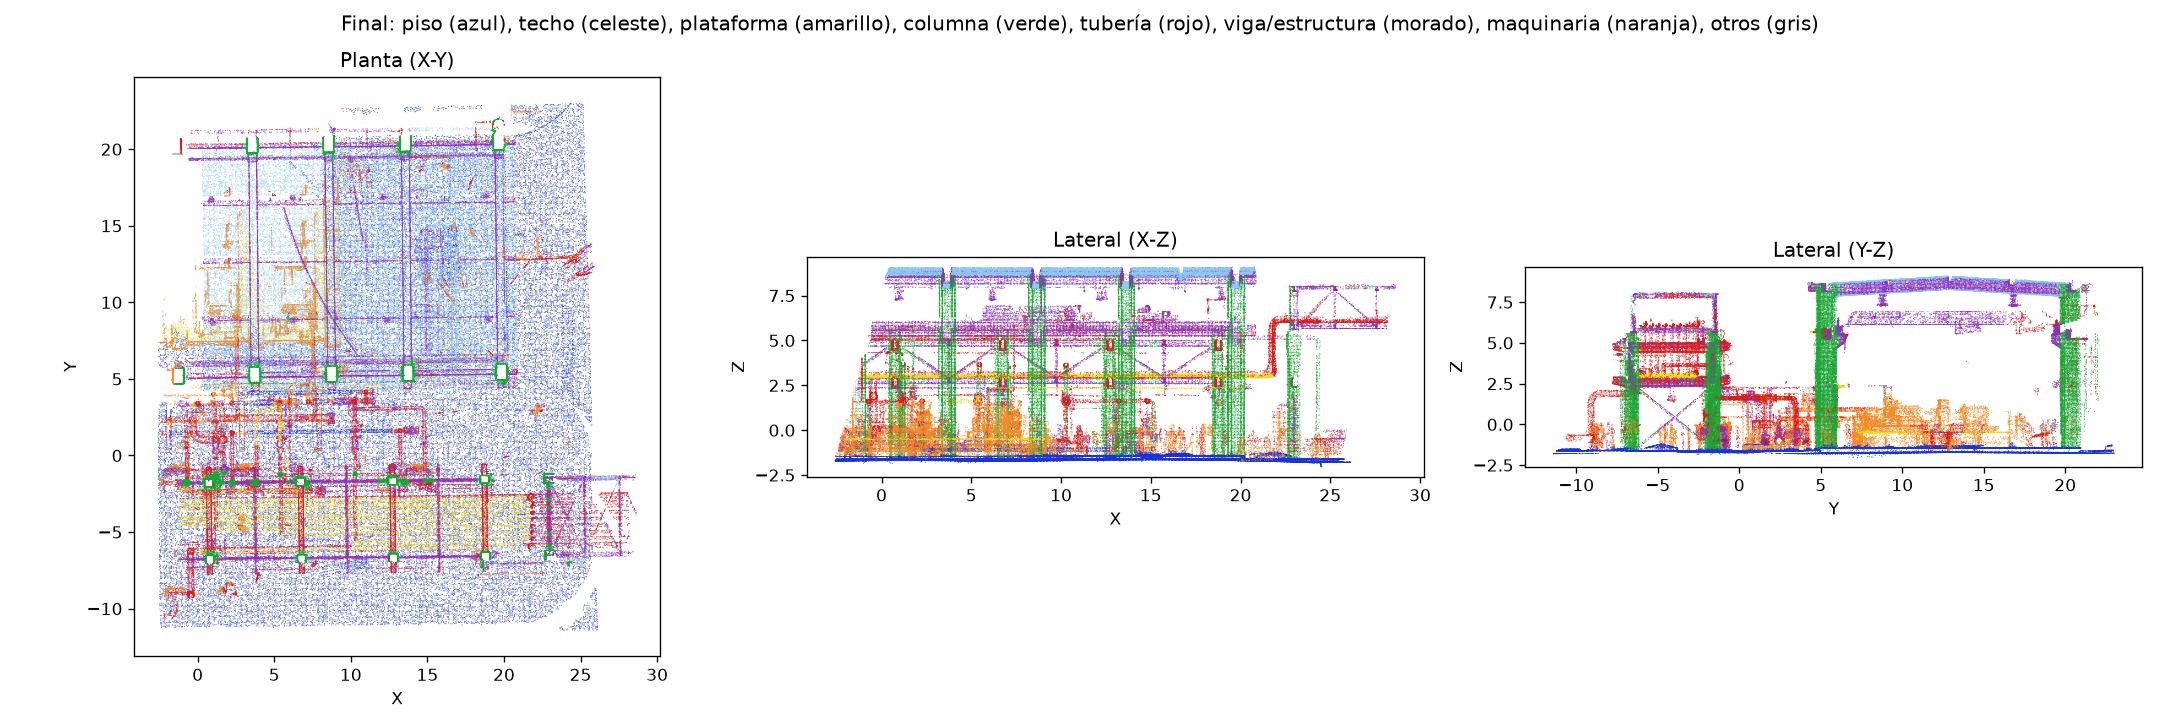 Final: piso (azul), techo (celeste), plataforma (amarillo), columna (verde), tubería (rojo), viga/estructura (morado), maquinaria (naranja), otros (gris)
Planta (X-Y)
20
15
10
5
0
−5
−10
Y
0 5 10 15 20 25 30
X
Lateral (X-Z)
7.5
5.0
2.5
0.0
−2.5
Z
0 5 10 15 20 25 30
X
Lateral (Y-Z)
7.5
5.0
2.5
0.0
−2.5
Z
−10 −5 0 5 10 15 20
Y